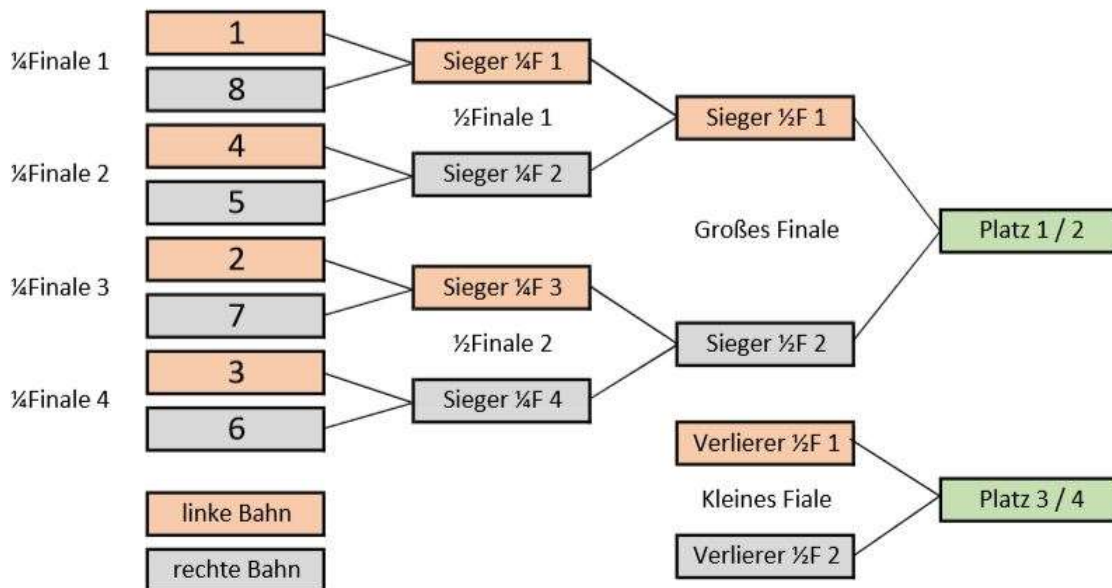 ¼Finale 1
1
8
¼Finale 2
4
5
¼Finale 3
2
7
¼Finale 4
3
6
Sieger ¼F 1
½Finale 1
Sieger ¼F 2
Sieger ¼F 3
½Finale 2
Sieger ¼F 4
Sieger ½F 1
Großes Finale
Sieger ½F 2
Platz 1 / 2
Verlierer ½F 1
Kleines Fiale
Verlierer ½F 2
Platz 3 / 4
linke Bahn
rechte Bahn